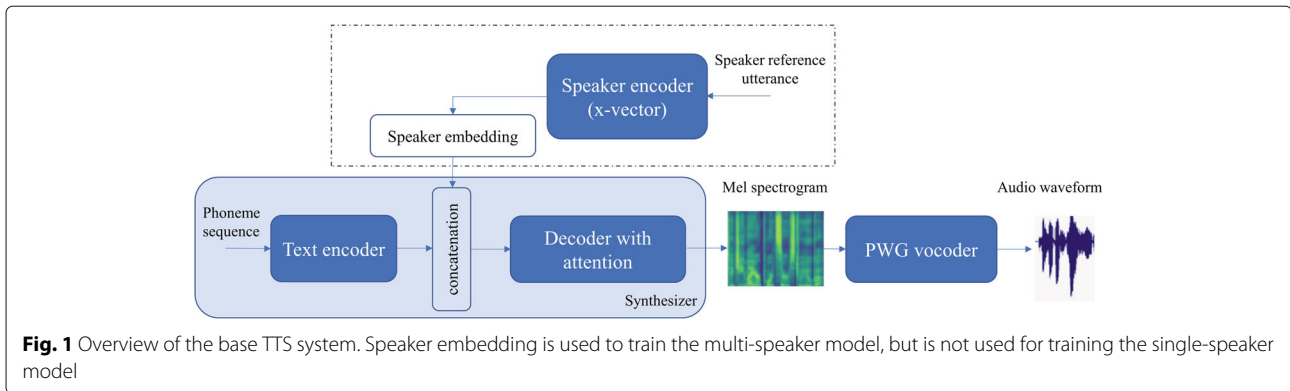 Speaker reference
utterance
Speaker encoder
(x-vector)
Speaker embedding
Phoneme
sequence
Text encoder
concatenation
Decoder with
attention
Synthesizer
Mel spectrogram
PWG vocoder
Audio waveform
Fig. 1 Overview of the base TTS system. Speaker embedding is used to train the multi-speaker model, but is not used for training the single-speaker
model